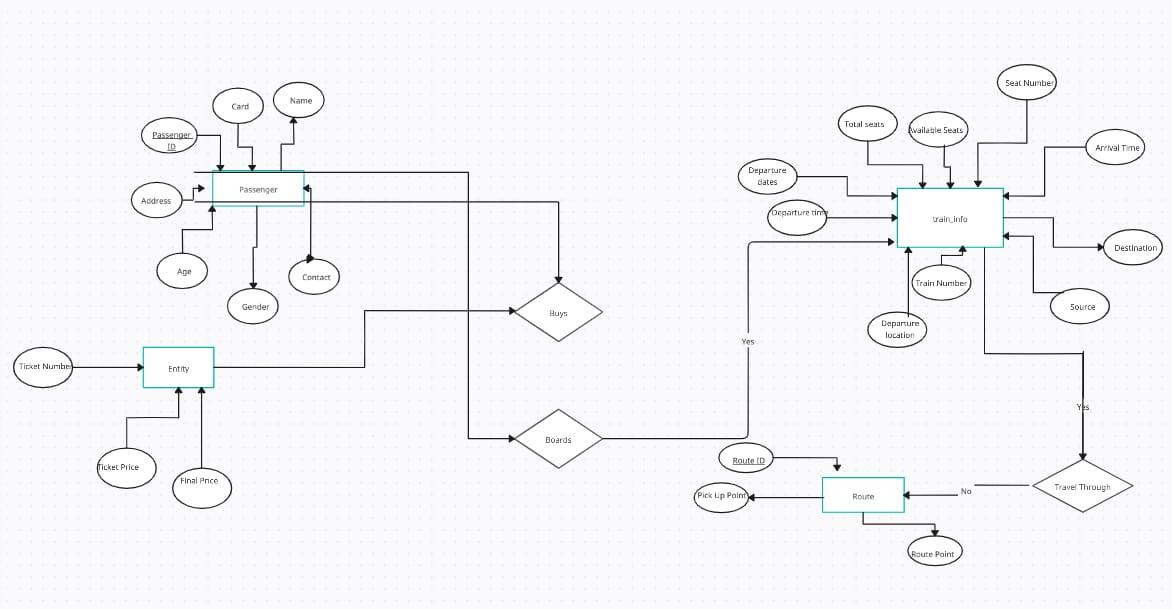 Seat Number
Card
Name
Total seats
Available Seats
Passenger
ID
Arrival Time
Departure
dates
Passenger
Address
Departure time
train_info
Destination
Age
Contact
Train Number
Gender
Source
Buys
Departure
location
Yes
Ticket Number
Entity
Yes
Boards
Route ID
Ticket Price
Final Price
Travel Through
No
Pick Up Point
Route
Route Point